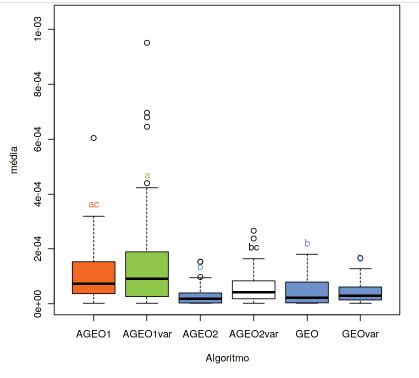 média
1e-03
8e-04
6e-04
4e-04
2e-04
0e+00
ac
a
b
bc
b
AGEO1 AGEO1var AGEO2 AGEO2var GEO GEOvar
Algoritmo